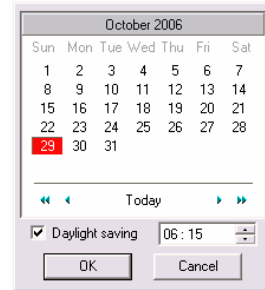 October 2006
Sun Mon Tue Wed Thu Fri Sat
1 2 3 4 5 6 7
8 9 10 11 12 13 14
15 16 17 18 19 20 21
22 23 24 25 26 27 28
29 30 31
Today
Daylight saving 06 : 15
OK Cancel